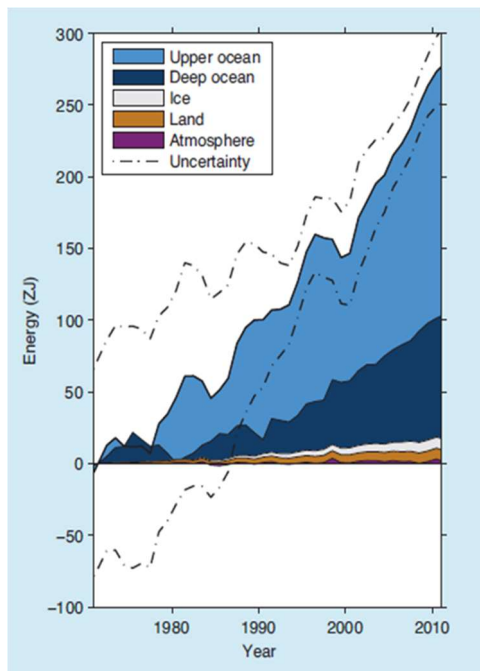 300
250
200
150
100
50
0
−50
−100
Energy (ZJ)
Upper ocean
Deep ocean
Ice
Land
Atmosphere
Uncertainty
1980
1990
2000
2010
Year